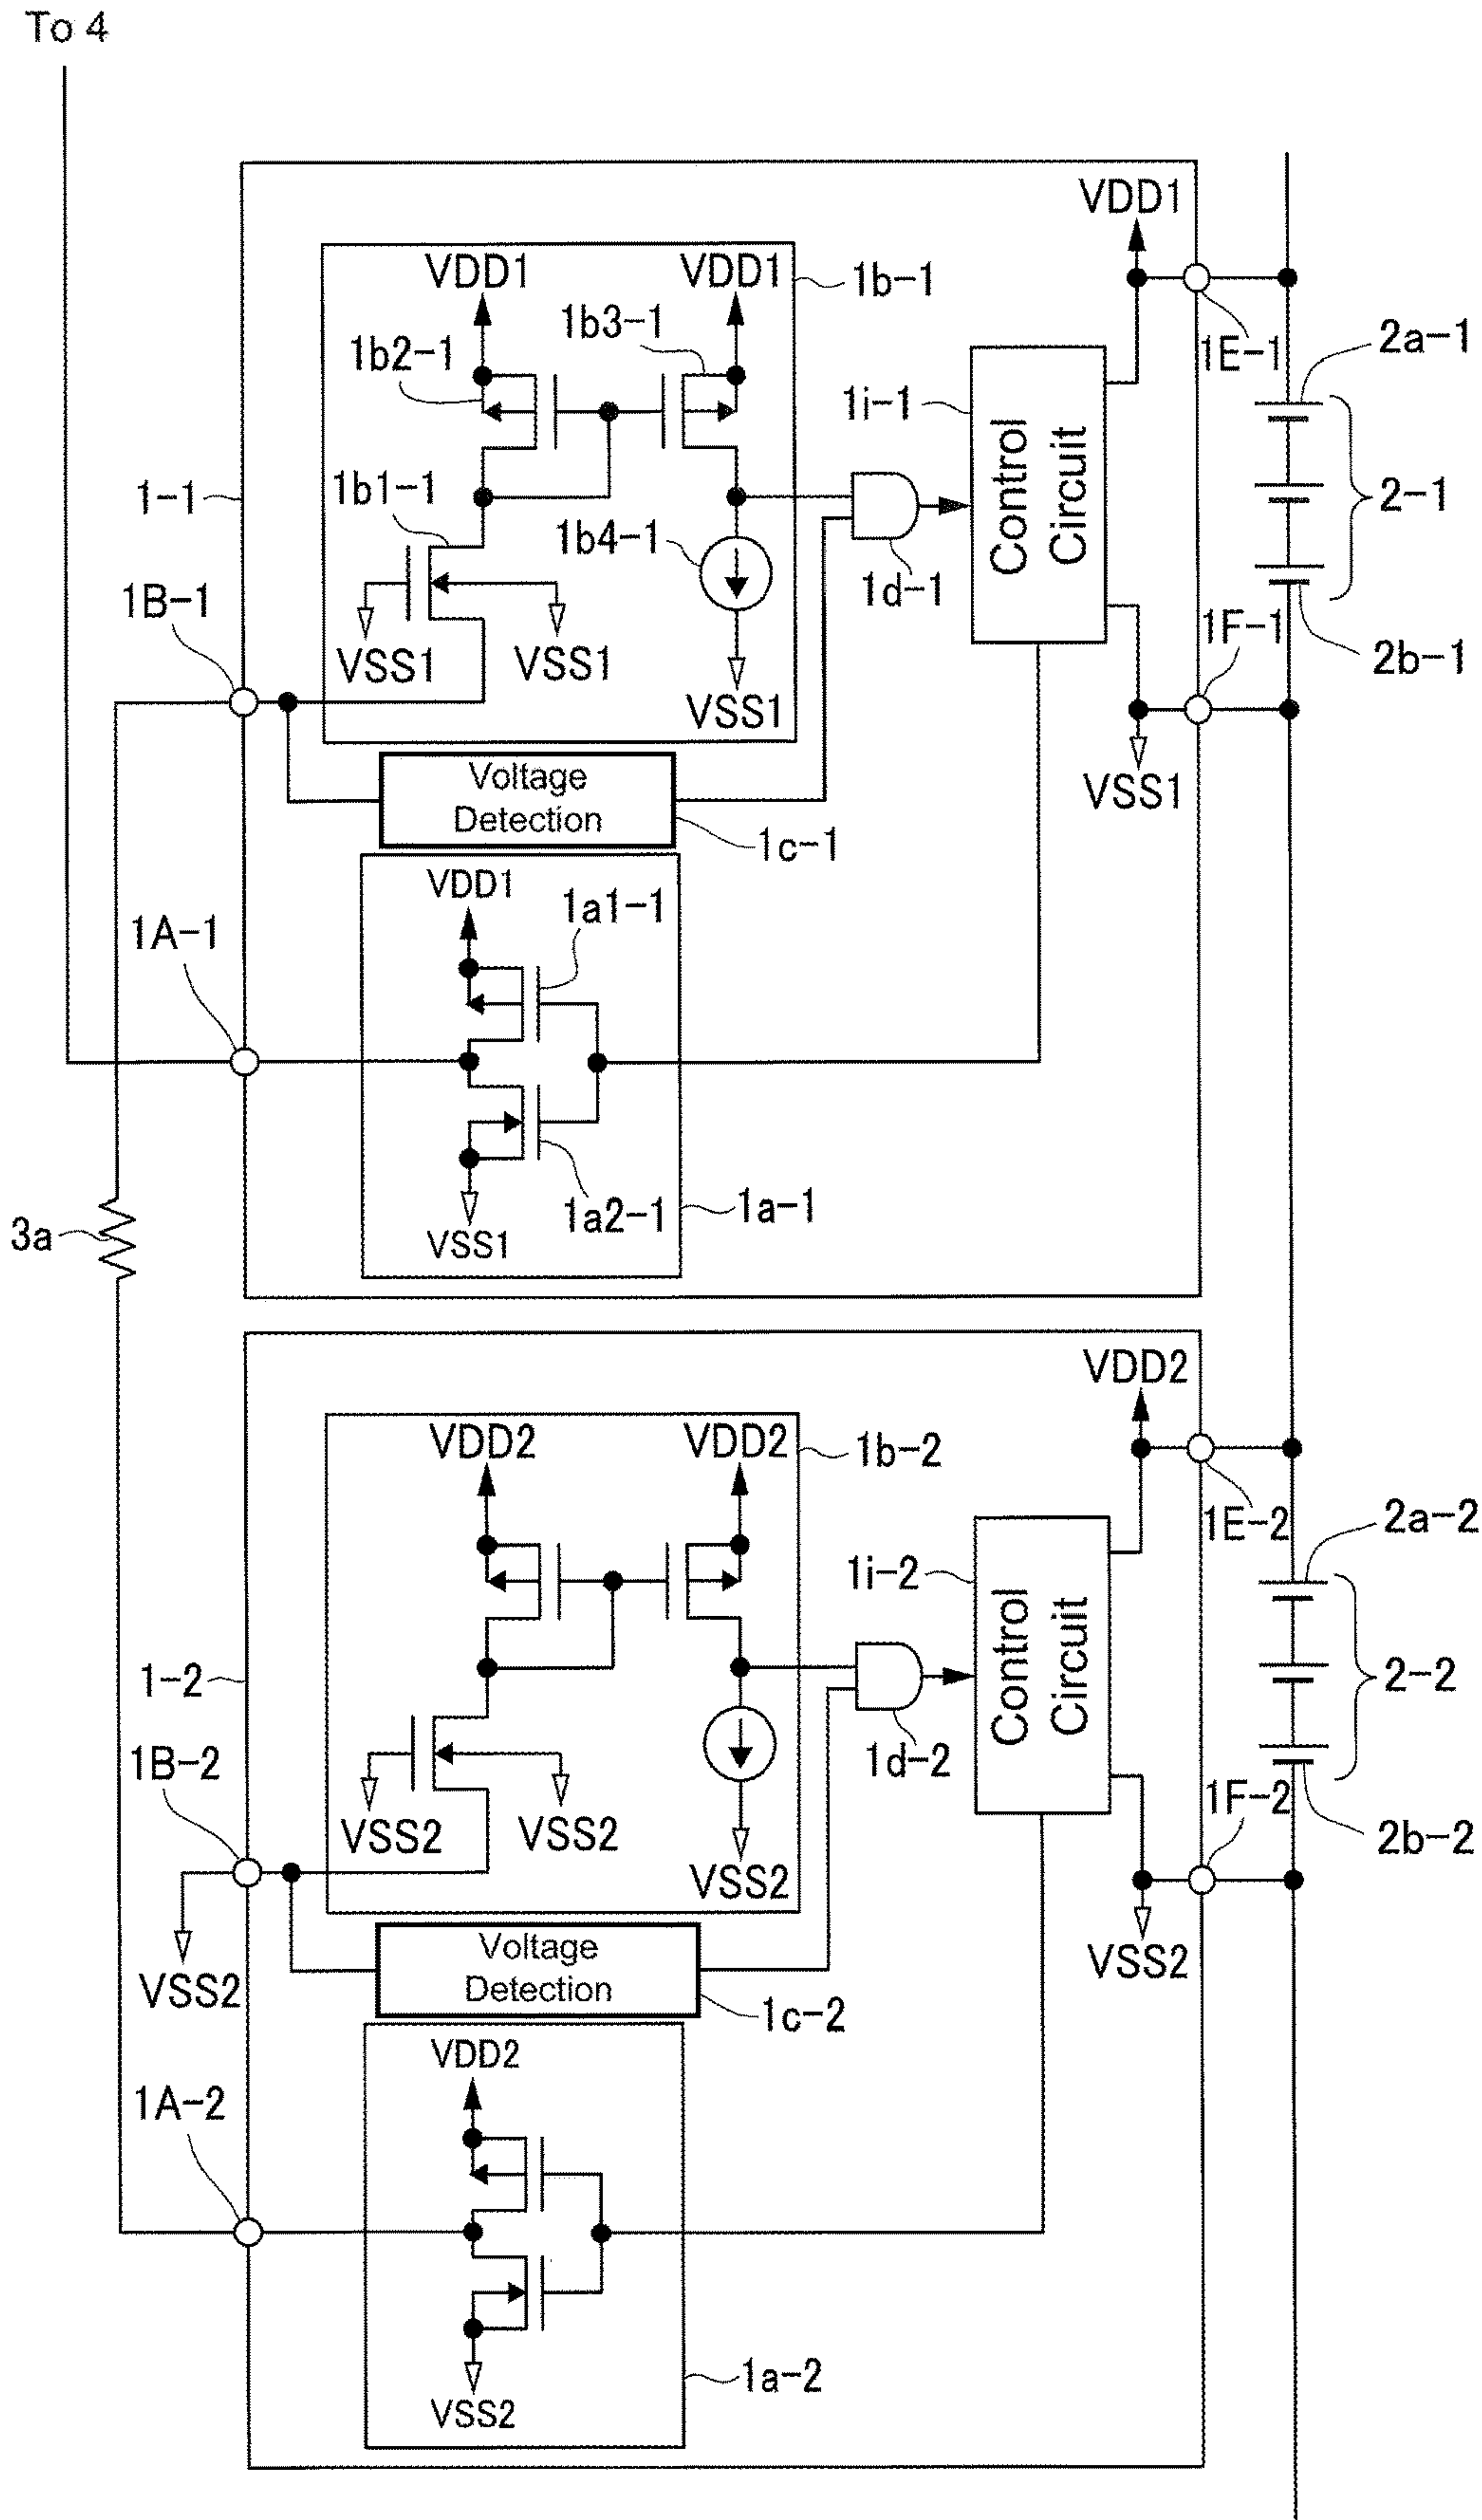 To 4
VDD1
VDD1
VDD1
1b-1
1b3-1
1b2-1
1E-1
2a-1
1i-1
Control
Circuit
1-1
1b1-1
1b4-1
2-1
1d-1
1B-1
VSS1
VSS1
1F-1
2b-1
VSS1
Voltage
Detection
VSS1
1c-1
VDD1
1a1-1
1A-1
3a
1a2-1
1a-1
VSS1
VDD2
VDD2
VDD2
1b-2
1E-2
2a-2
1i-2
Control
Circuit
1-2
2-2
1B-2
1d-2
VSS2
VSS2
1F-2
2b-2
VSS2
Voltage
Detection
VSS2
VSS2
1c-2
VDD2
1A-2
1a-2
VSS2